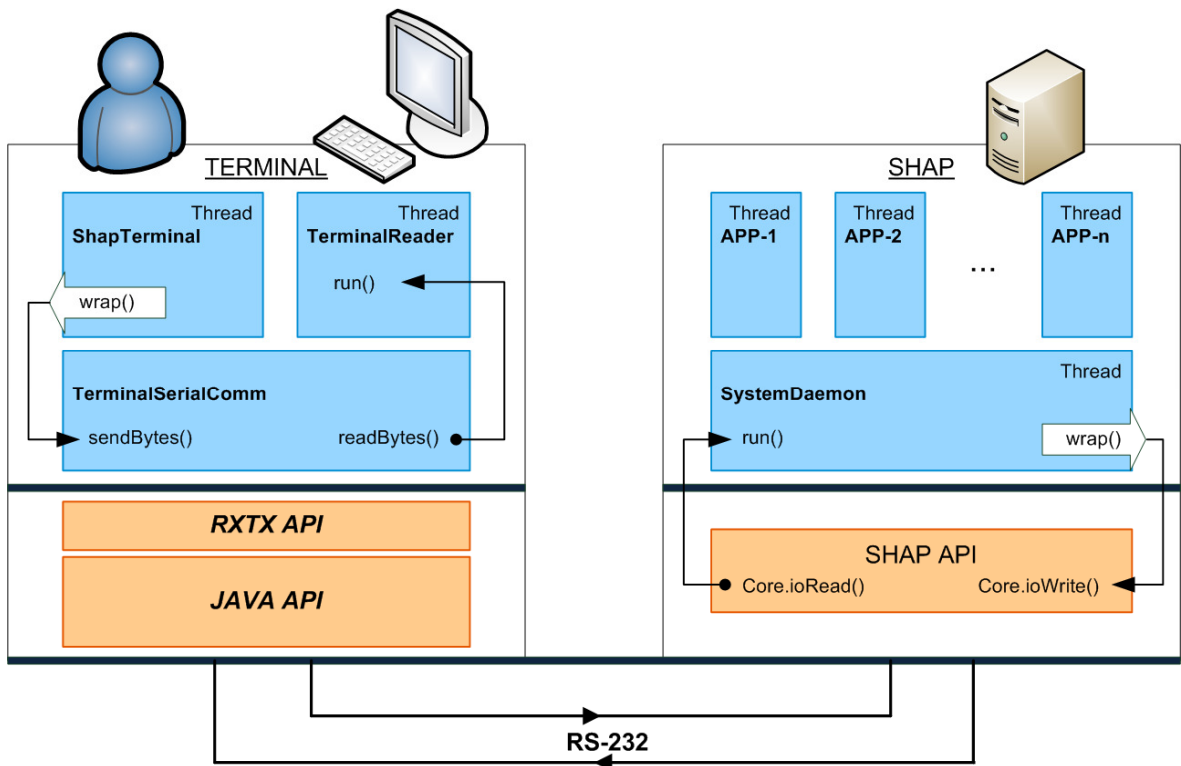 TERMINAL
Thread
ShapTerminal
wrap()
Thread
TerminalReader
run()
TerminalSerialComm
sendBytes()
readBytes()
RXTX API
JAVA API
SHAP
Thread
APP-1
Thread
APP-2
...
Thread
APP-n
Thread
SystemDaemon
run()
wrap()
SHAP API
Core.ioRead()
Core.ioWrite()
RS-232